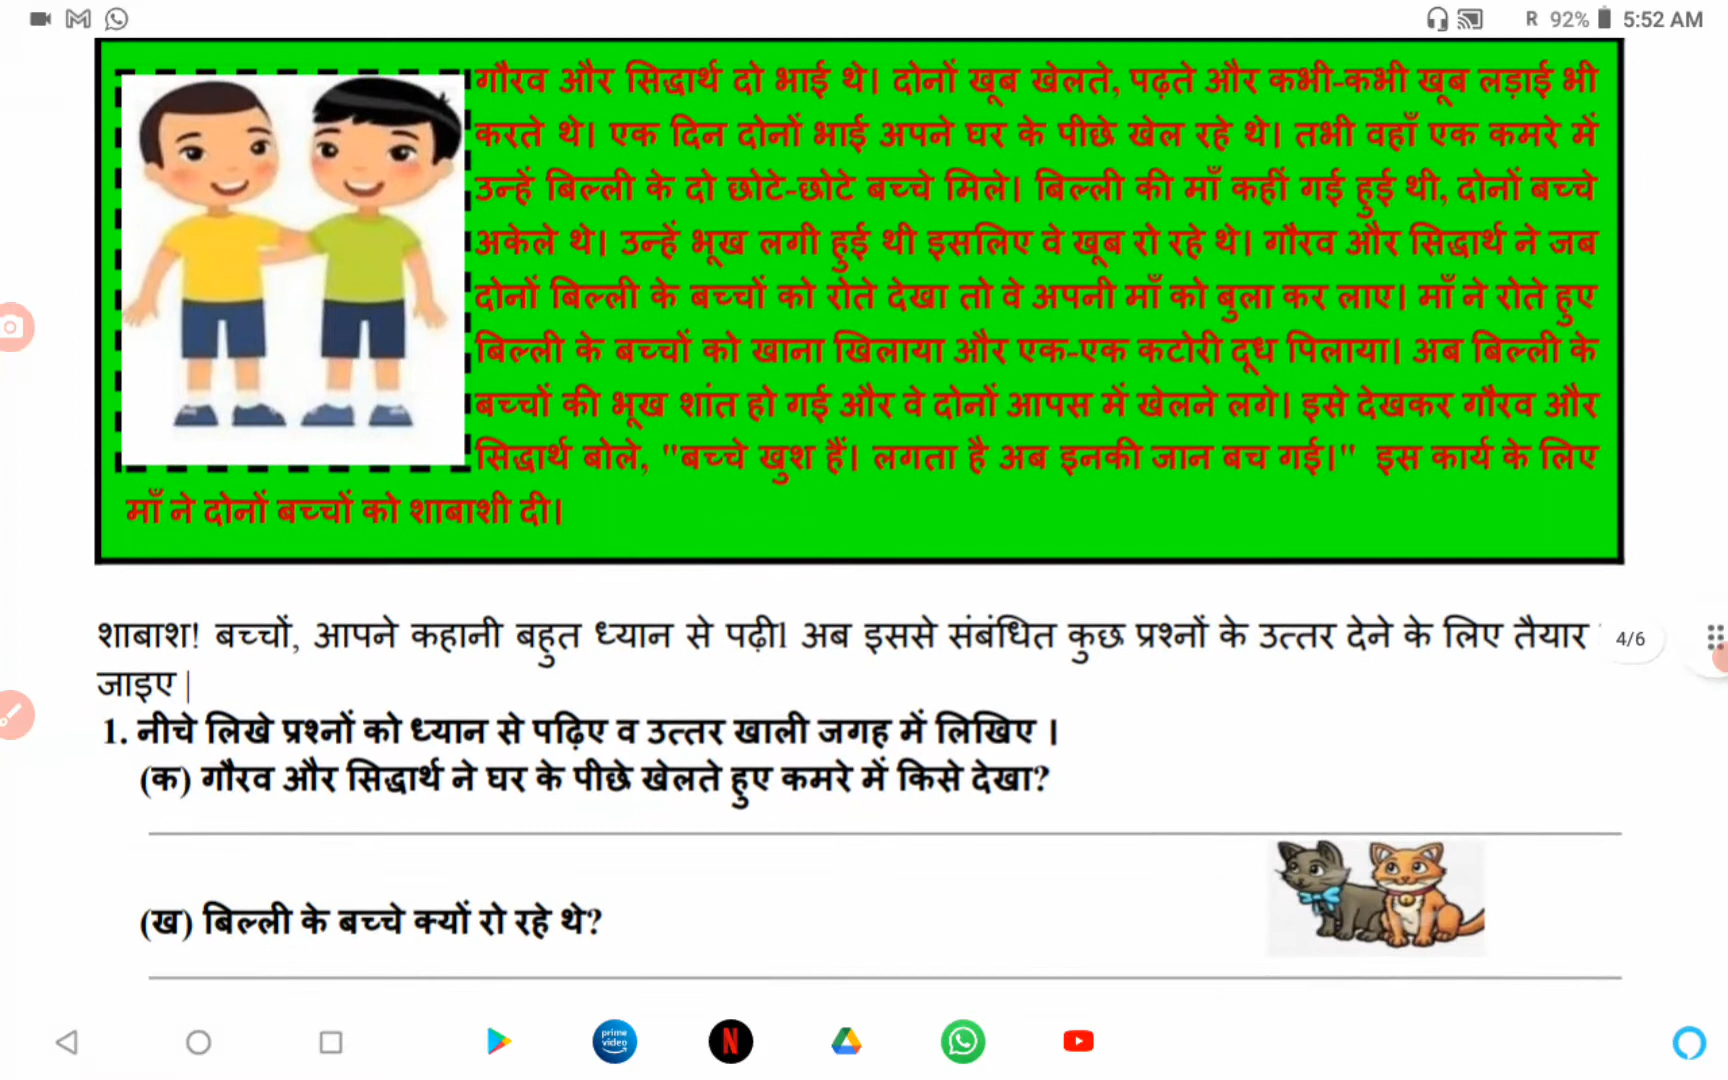 R 92% 5:52 AM
गौरव और सिद्धार्थ दो भाई थे। दोनों खूब खेलते, पढ़ते और कभी-कभी खूब लड़ाई भी
करते थे। एक दिन दोनों भाई अपने घर के पीछे खेल रहे थे। तभी वहाँ एक कमरे में
उन्हें बिल्ली के दो छोटे-छोटे बच्चे मिले। बिल्ली की माँ कहीं गई हुई थी, दोनों बच्चे
अकेले थे। उन्हें भूख लगी हुई थी इसलिए वे खूब रो रहे थे। गौरव और सिद्धार्थ ने जब
दोनों बिल्ली के बच्चों को रोते देखा तो वे अपनी माँ को बुला कर लाए। माँ ने रोते हुए
बिल्ली के बच्चों को खाना खिलाया और एक-एक कटोरी दूध पिलाया। अब बिल्ली के
बच्चों की भूख शांत हो गई और वे दोनों आपस में खेलने लगे। इसे देखकर गौरव और
सिद्धार्थ बोले, "बच्चे खुश हैं। लगता है अब इनकी जान बच गई।" इस कार्य के लिए
माँ ने दोनों बच्चों को शाबाशी दी।
शाबाश! बच्चों, आपने कहानी बहुत ध्यान से पढ़ी। अब इससे संबंधित कुछ प्रश्नों के उत्तर देने के लिए तैयार 4/6
जाइए |
1. नीचे लिखे प्रश्नों को ध्यान से पढ़िए व उत्तर खाली जगह में लिखिए ।
(क) गौरव और सिद्धार्थ ने घर के पीछे खेलते हुए कमरे में किसे देखा?
(ख) बिल्ली के बच्चे क्यों रो रहे थे?
prime
video
N